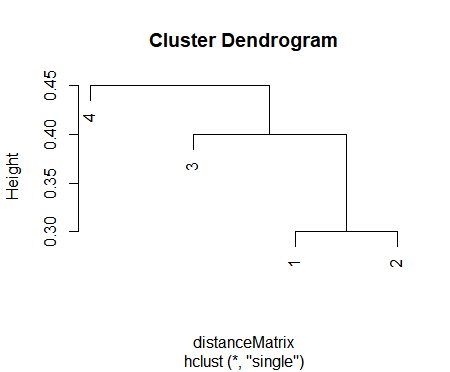 Cluster Dendrogram
Height
0.45
0.40
0.35
0.30
4
3
1
2
distanceMatrix
hclust (*, "single")